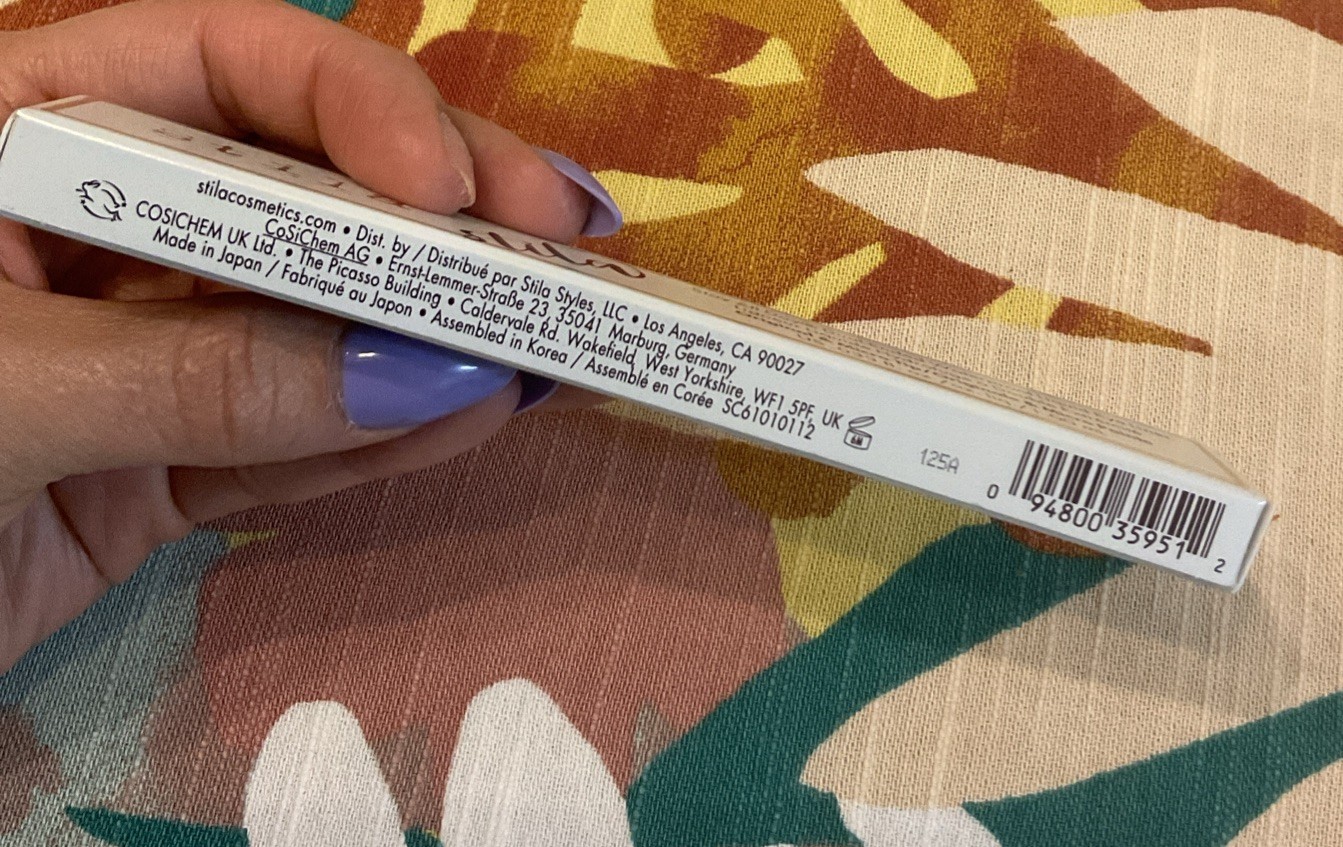 stila
stilacosmetics.com • Dist. by / Distribué par Stila Styles, LLC • Los Angeles, CA 90027
CoSiChem AG • Ernst-Lemmer-Straße 23, 35041 Marburg, Germany
COSICHEM UK Ltd. • The Picasso Building • Caldervale Rd. Wakefield, West Yorkshire, WF1 5PF, UK
Made in Japan / Fabriqué au Japon • Assembled in Korea / Assemblé en Corée SC61010112
6M
125A
0 94800 35951 2